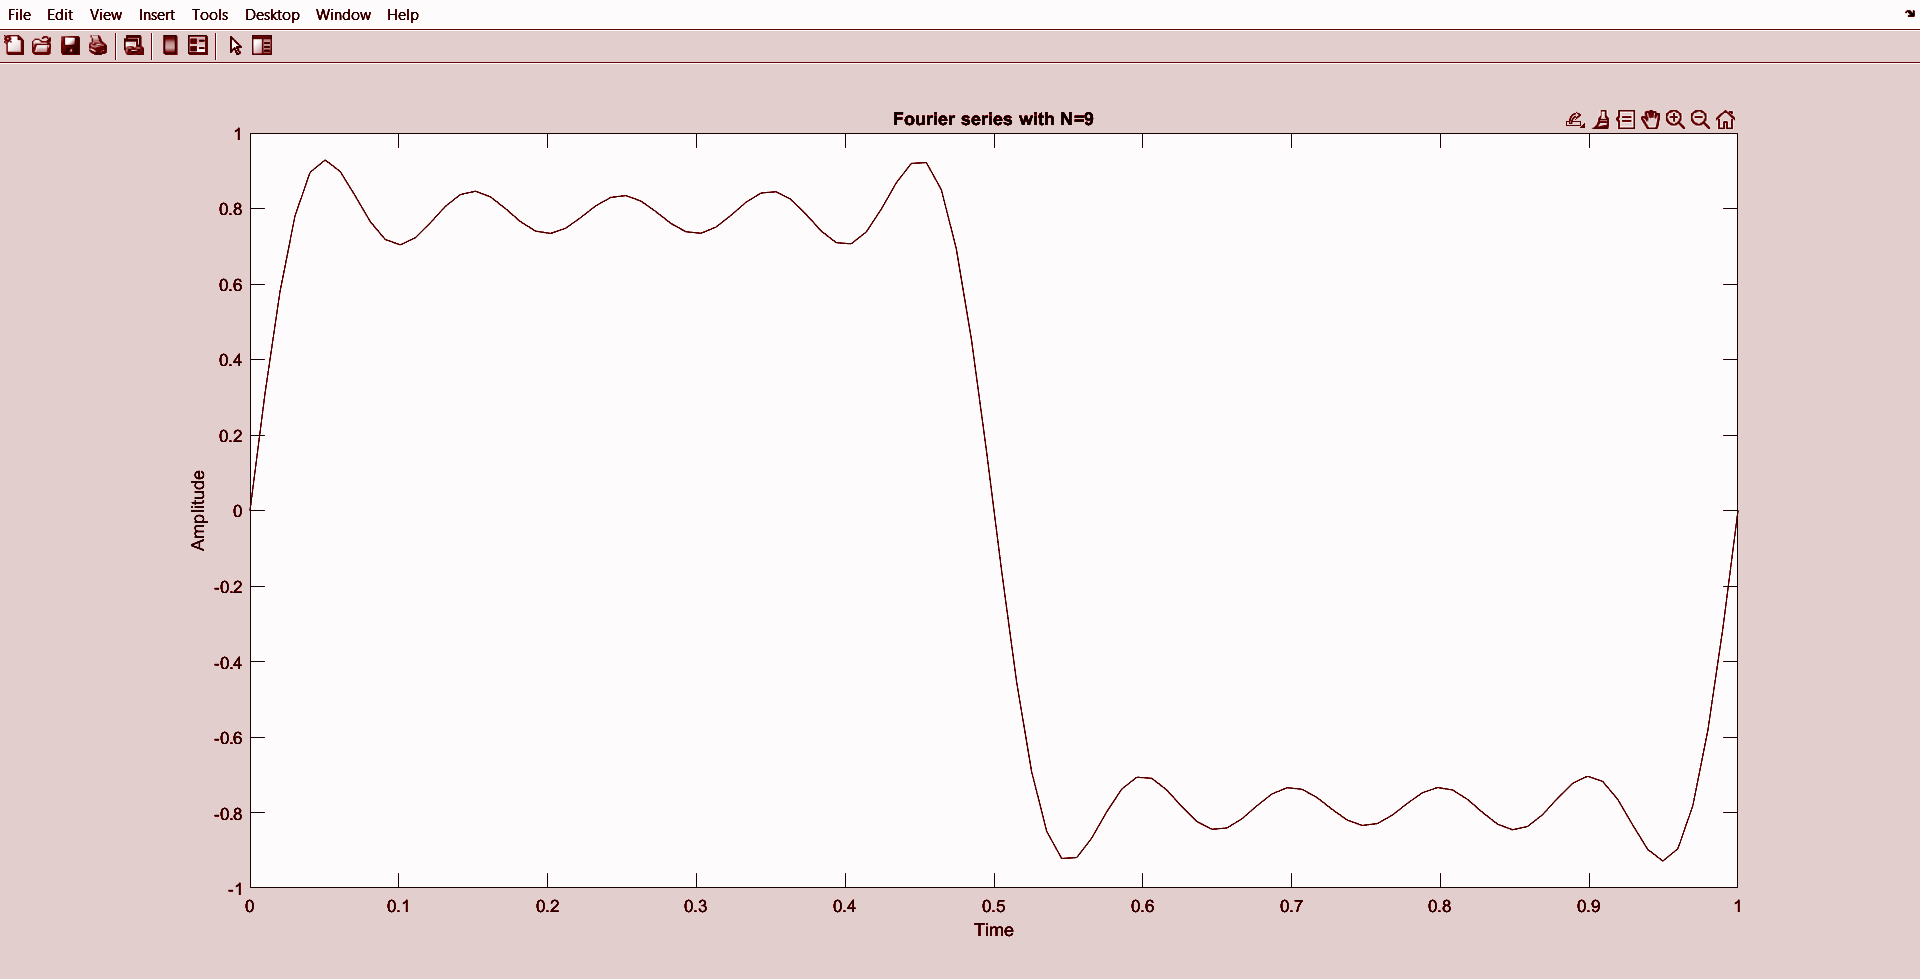 File Edit View Insert Tools Desktop Window Help
Fourier series with N=9
1
0.8
0.6
0.4
0.2
0
-0.2
-0.4
-0.6
-0.8
-1
Amplitude
0 0.1 0.2 0.3 0.4 0.5 0.6 0.7 0.8 0.9 1
Time